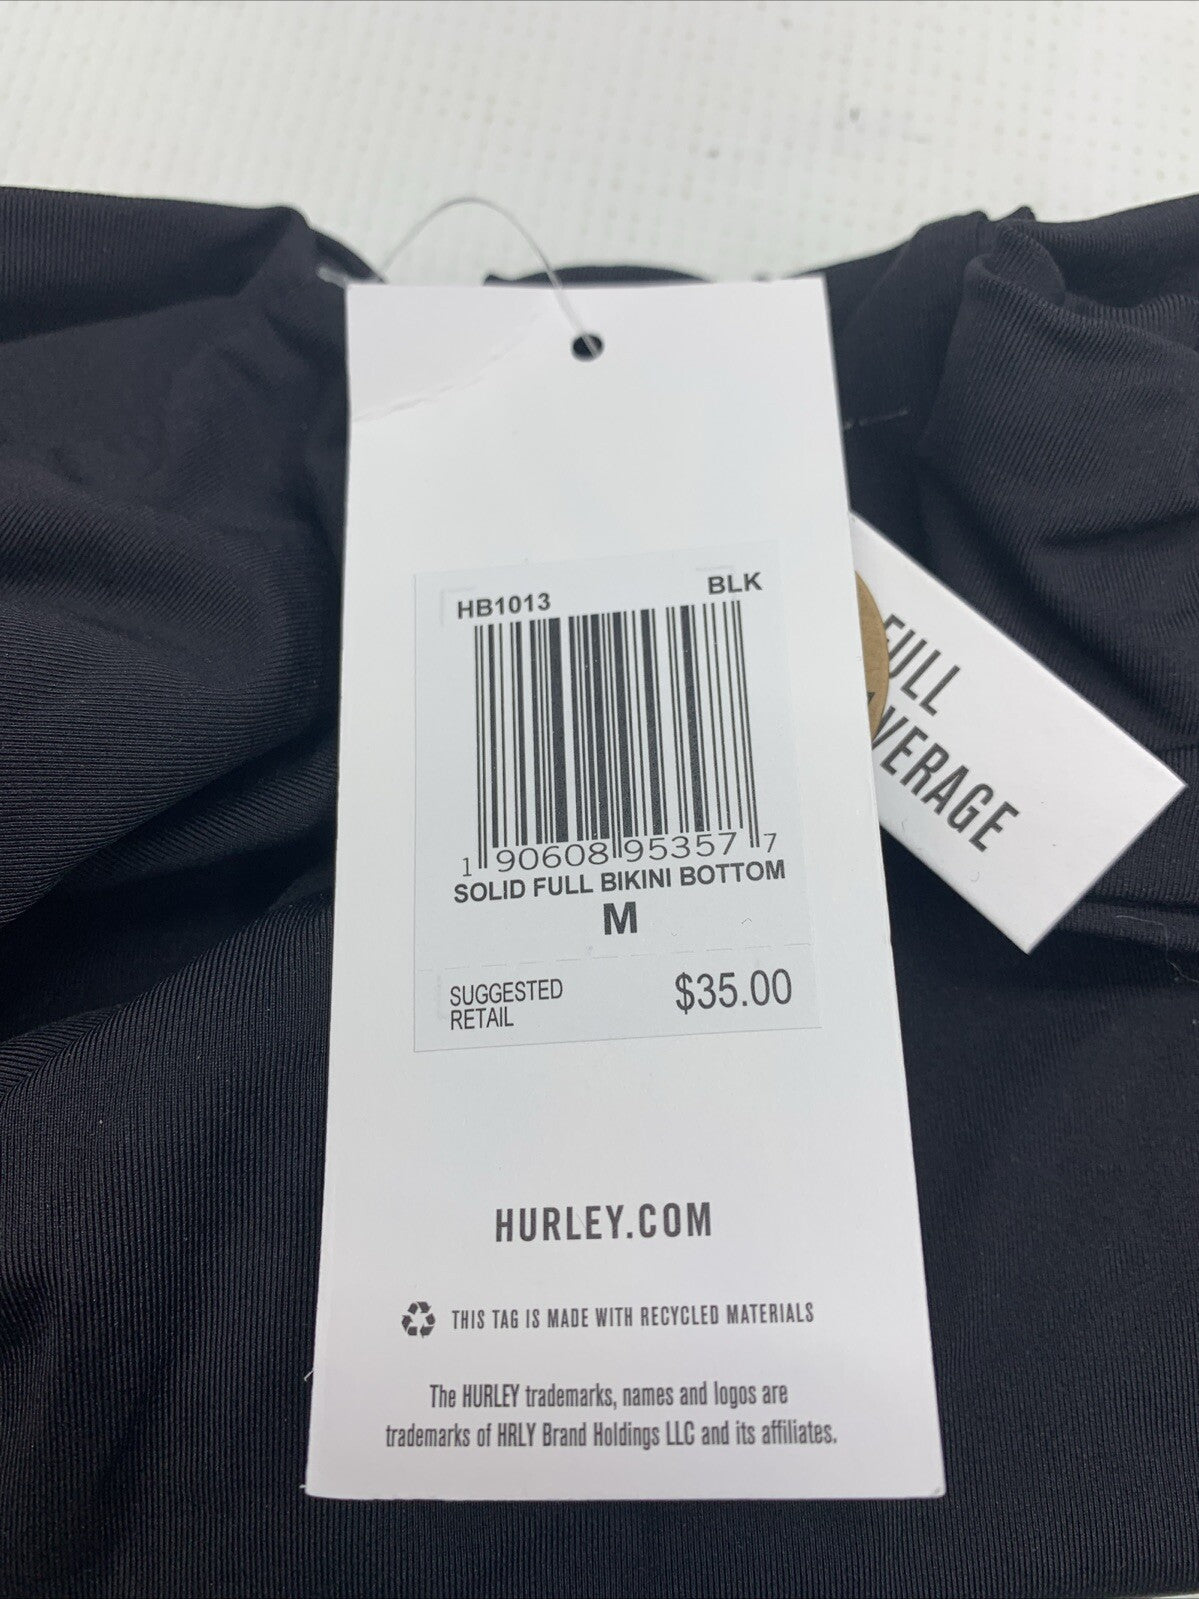 HB1013 BLK
1 90608 95357 7
SOLID FULL BIKINI BOTTOM
M
SUGGESTED
RETAIL
$35.00
HURLEY.COM
THIS TAG IS MADE WITH RECYCLED MATERIALS
The HURLEY trademarks, names and logos are
trademarks of HRLY Brand Holdings LLC and its affiliates.
FULL
VERAGE